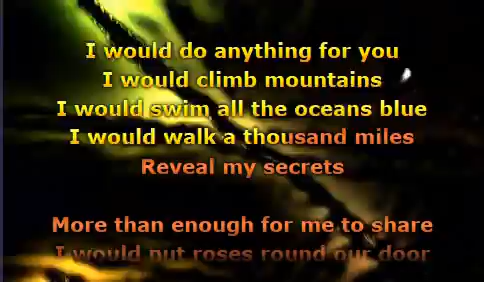 I would do anything for you
I would climb mountains
I would swim all the oceans blue
I would walk a thousand miles
Reveal my secrets
More than enough for me to share
I would put roses round our door